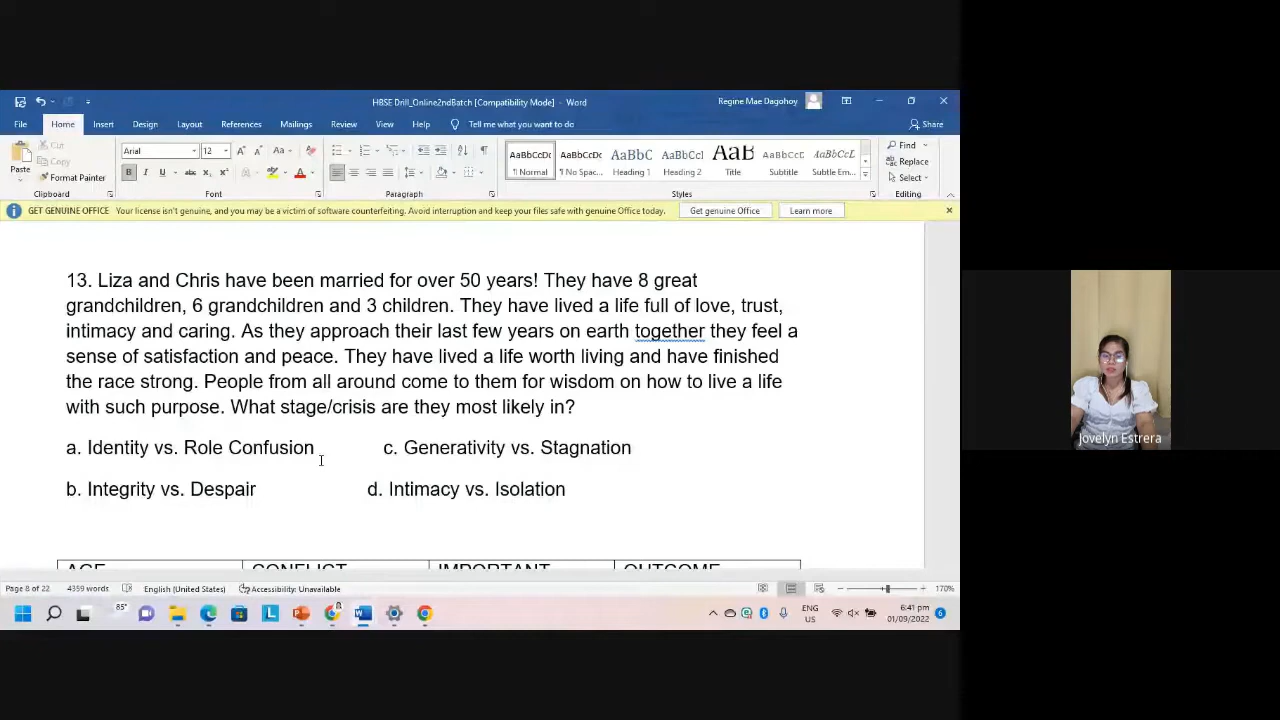 HBSE Drill_Online2ndBatch [Compatibility Mode] - Word
Regine Mae Dagohoy
File Home Insert Design Layout References Mailings Review View Help Tell me what you want to do Share
Cut
Copy
Paste
Format Painter
Clipboard
Arial 12
Font
Paragraph
AaBbCcDc AaBbCcDc AaBbC AaBbCcl AaB AaBbCcD AaBbCcL
¶ Normal ¶ No Spac... Heading 1 Heading 2 Title Subtitle Subtle Em...
Styles
Find
Replace
Select
Editing
GET GENUINE OFFICE Your license isn't genuine, and you may be a victim of software counterfeiting. Avoid interruption and keep your files safe with genuine Office today. Get genuine Office Learn more
13. Liza and Chris have been married for over 50 years! They have 8 great
grandchildren, 6 grandchildren and 3 children. They have lived a life full of love, trust,
intimacy and caring. As they approach their last few years on earth together they feel a
sense of satisfaction and peace. They have lived a life worth living and have finished
the race strong. People from all around come to them for wisdom on how to live a life
with such purpose. What stage/crisis are they most likely in?
a. Identity vs. Role Confusion c. Generativity vs. Stagnation
b. Integrity vs. Despair d. Intimacy vs. Isolation
AGE CONFLICT IMPORTANT OUTCOME
Page 8 of 22 4359 words English (United States) Accessibility: Unavailable 170%
85°
ENG
US
6:41 pm
01/09/2022
6
Jovelyn Estrera